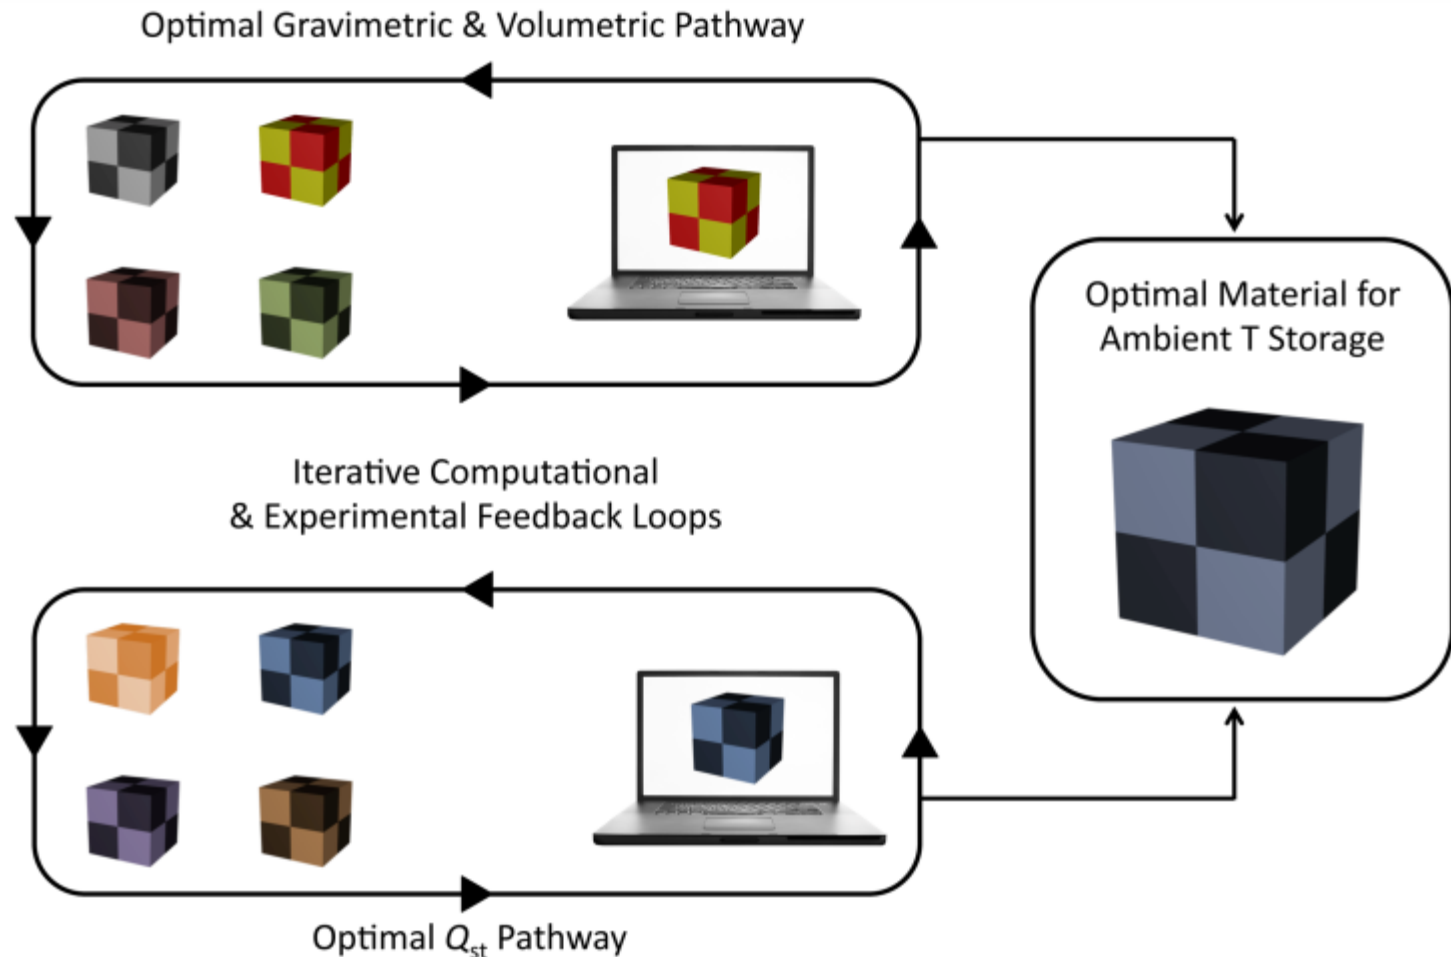 Optimal Gravimetric & Volumetric Pathway
Optimal Material for
Ambient T Storage
Iterative Computational
& Experimental Feedback Loops
Optimal Qst Pathway